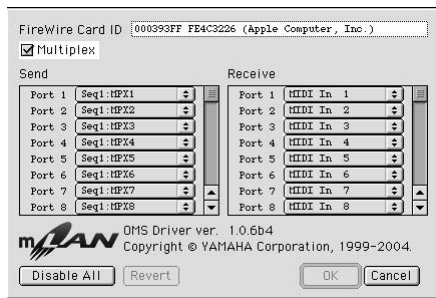 FireWire Card ID 000393FF FE4C3226 (Apple Computer, Inc.)
Multiplex
Send
Port 1 Seq1:MPX1
Port 2 Seq1:MPX2
Port 3 Seq1:MPX3
Port 4 Seq1:MPX4
Port 5 Seq1:MPX5
Port 6 Seq1:MPX6
Port 7 Seq1:MPX7
Port 8 Seq1:MPX8
Receive
Port 1 MIDI In 1
Port 2 MIDI In 2
Port 3 MIDI In 3
Port 4 MIDI In 4
Port 5 MIDI In 5
Port 6 MIDI In 6
Port 7 MIDI In 7
Port 8 MIDI In 8
mLAN
OMS Driver ver. 1.0.6b4
Copyright © YAMAHA Corporation, 1999-2004.
Disable All Revert OK Cancel